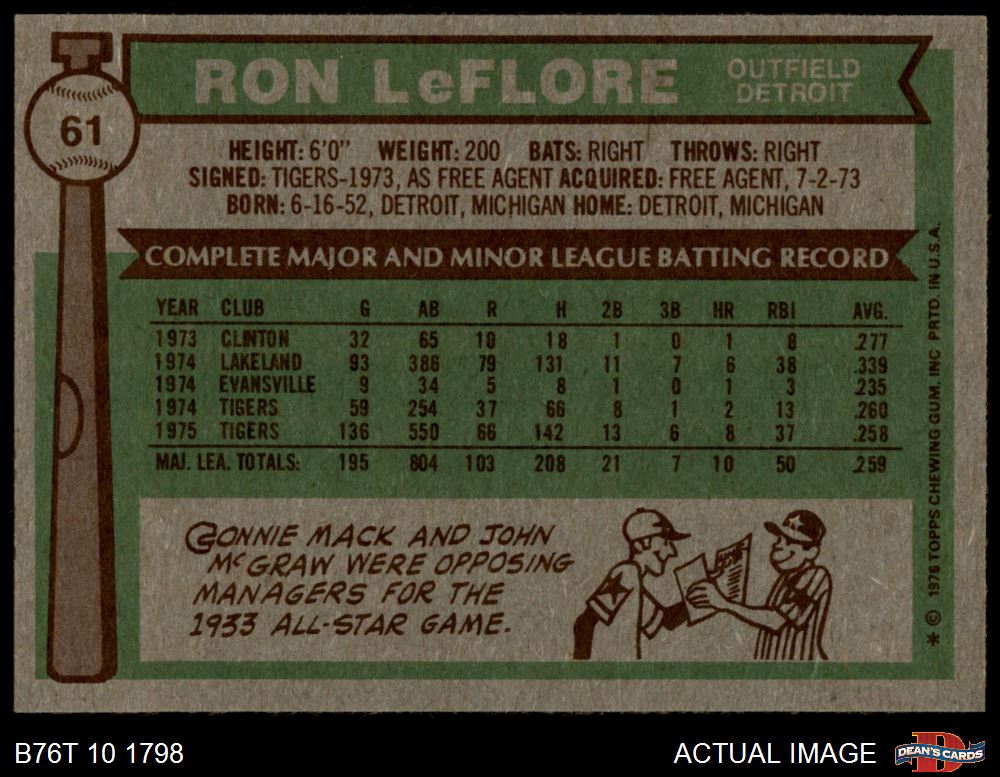 61
RON LeFLORE
OUTFIELD
DETROIT
HEIGHT: 6'0" WEIGHT: 200 BATS: RIGHT THROWS: RIGHT
SIGNED: TIGERS-1973, AS FREE AGENT ACQUIRED: FREE AGENT, 7-2-73
BORN: 6-16-52, DETROIT, MICHIGAN HOME: DETROIT, MICHIGAN
COMPLETE MAJOR AND MINOR LEAGUE BATTING RECORD
YEAR CLUB G AB R H 2B 3B HR RBI AVG.
1973 CLINTON 32 65 10 18 1 0 1 8 .277
1974 LAKELAND 93 386 79 131 11 7 6 38 .339
1974 EVANSVILLE 9 34 5 8 1 0 1 3 .235
1974 TIGERS 59 254 37 66 8 1 2 13 .260
1975 TIGERS 136 550 66 142 13 6 8 37 .258
MAJ. LEA. TOTALS: 195 804 103 208 21 7 10 50 .259
CONNIE MACK AND JOHN
McGRAW WERE OPPOSING
MANAGERS FOR THE
1933 ALL-STAR GAME.
* © 1976 TOPPS CHEWING GUM, INC PRTD. IN U.S.A.
B76T 10 1798
ACTUAL IMAGE
DEAN'S CARDS